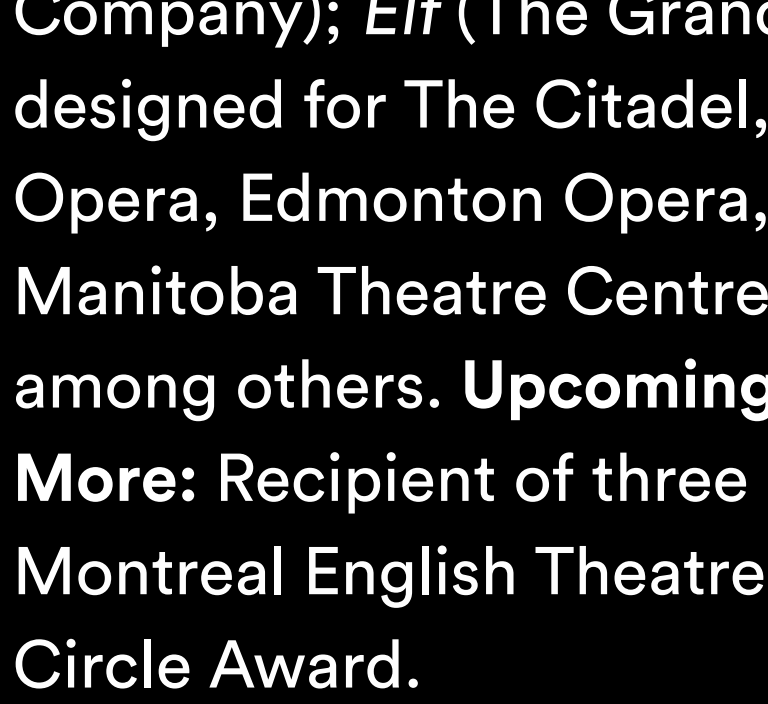 Company); Elf (The Grand
designed for The Citadel,
Opera, Edmonton Opera,
Manitoba Theatre Centre
among others. Upcoming
More: Recipient of three
Montreal English Theatre
Circle Award.